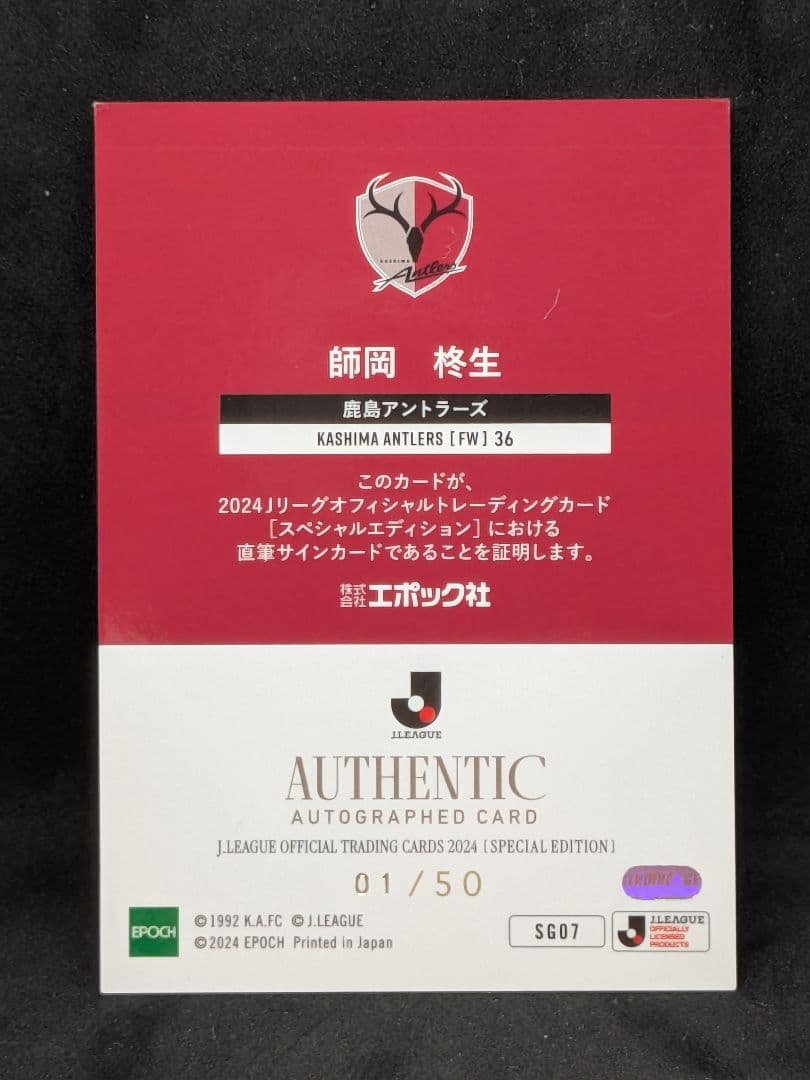 KASHIMA
Antlers
師岡　柊生
鹿島アントラーズ
KASHIMA ANTLERS [FW] 36
このカードが、
2024Jリーグオフィシャルトレーディングカード
［スペシャルエディション］における
直筆サインカードであることを証明します。
株式会社エポック社
J.LEAGUE
AUTHENTIC
AUTOGRAPHED CARD
J.LEAGUE OFFICIAL TRADING CARDS 2024 [SPECIAL EDITION]
01/50
EPOCH
©1992 K.A.FC ©J.LEAGUE
©2024 EPOCH Printed in Japan
SG07
J.LEAGUE
OFFICIALLY
LICENSED
PRODUCTS